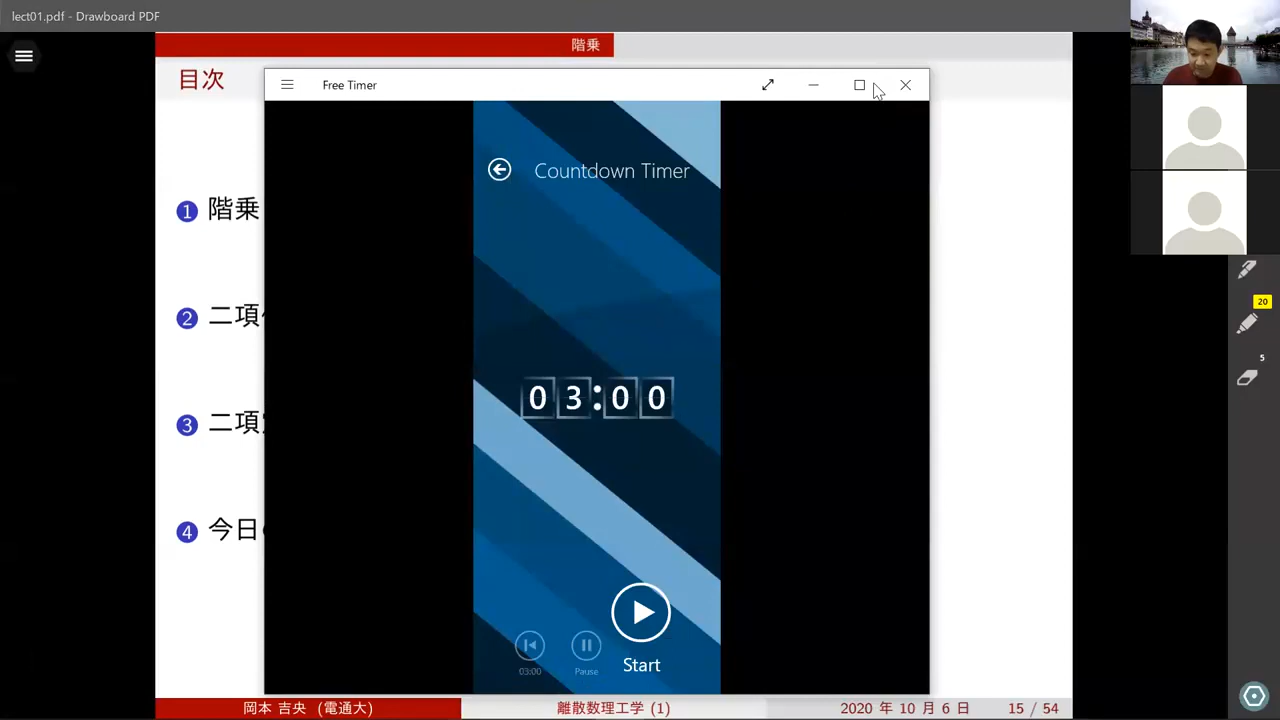 lect01.pdf - Drawboard PDF
階乗
目次
Free Timer
Countdown Timer
1 階乗
2 二項
03:00
3 二項
4 今日
03:00
Pause
Start
20
5
岡本 吉央 (電通大)
離散数理工学 (1)
2020 年 10 月 6 日
15 / 54